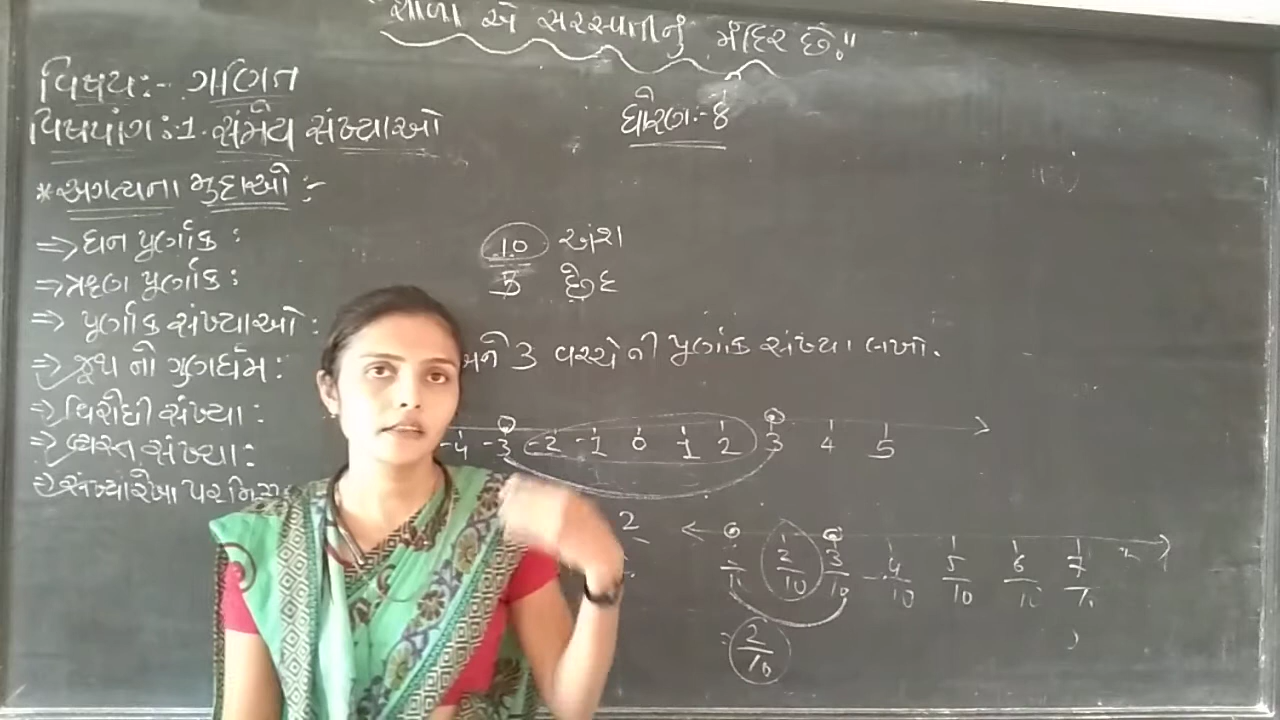 "શાળા એ સરસ્વતીનું મંદિર છે."
વિષય:- ગણિત
ધોરણ:- ૮
વિષયાંગ:1. સંમેય સંખ્યાઓ
* અગત્યના મુદ્દાઓ :-
⇒ ધન પૂર્ણાંક :
⇒ ઋણ પૂર્ણાંક :
⇒ પૂર્ણાંક સંખ્યાઓ :
⇒ જૂથ નો ગુણધર્મ :
⇒ વિરોધી સંખ્યા :
⇒ વ્યસ્ત સંખ્યા :
⇒ સંખ્યારેખા પર
10 અંશ
છેદ
અને 3 વચ્ચે ની પૂર્ણાંક સંખ્યા લખો.
-4 -3 -2 -1 0 1 2 3 4 5
2
2/10 3/10 4/10 5/10 6/10 7/10
2/10